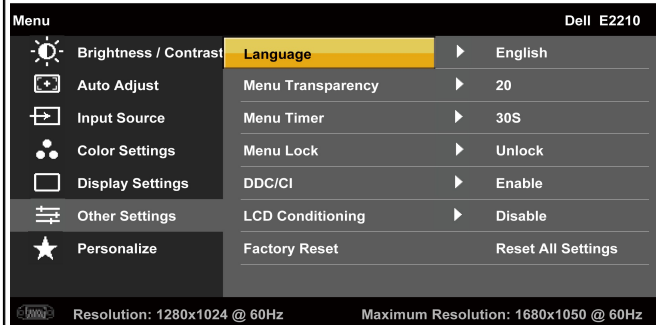 Menu Dell E2210
Brightness / Contrast Language English
Auto Adjust Menu Transparency 20
Input Source Menu Timer 30S
Color Settings Menu Lock Unlock
Display Settings DDC/CI Enable
Other Settings LCD Conditioning Disable
Personalize Factory Reset Reset All Settings
Resolution: 1280x1024 @ 60Hz Maximum Resolution: 1680x1050 @ 60Hz